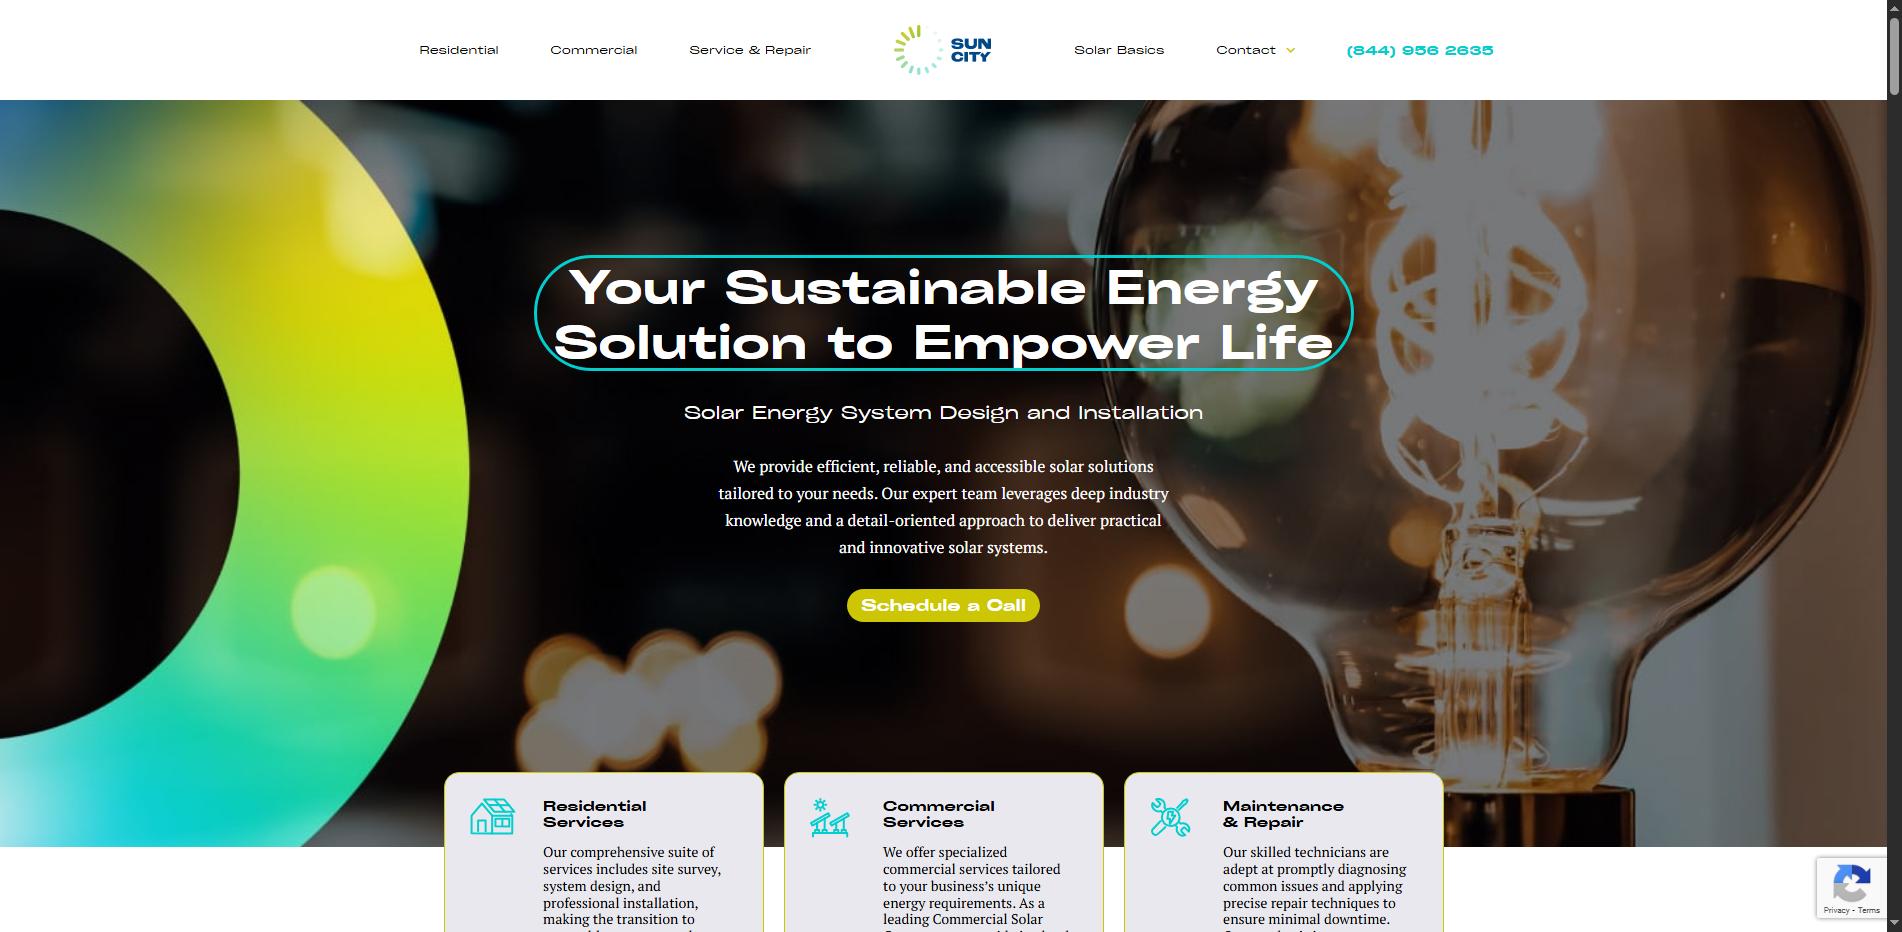 Residential
Commercial
Service & Repair
SUN
CITY
Solar Basics
Contact
(844) 956 2635
Your Sustainable Energy
Solution to Empower Life
Solar Energy System Design and Installation
We provide efficient, reliable, and accessible solar solutions
tailored to your needs. Our expert team leverages deep industry
knowledge and a detail-oriented approach to deliver practical
and innovative solar systems.
Schedule a Call
Residential
Services
Our comprehensive suite of
services includes site survey,
system design, and
professional installation,
making the transition to
Commercial
Services
We offer specialized
commercial services tailored
to your business’s unique
energy requirements. As a
leading Commercial Solar
Maintenance
& Repair
Our skilled technicians are
adept at promptly diagnosing
common issues and applying
precise repair techniques to
ensure minimal downtime.
Privacy - Terms